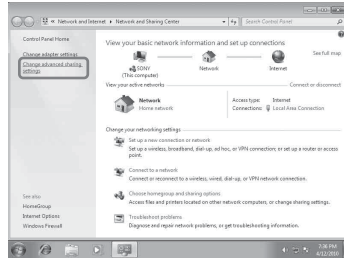 « Network and Internet ▸ Network and Sharing Center
Search Control Panel
Control Panel Home
Change adapter settings
Change advanced sharing
settings
View your basic network information and set up connections
See full map
SONY
(This computer)
Network
Internet
View your active networks
Connect or disconnect
Network
Home network
Access type: Internet
Connections: Local Area Connection
Change your networking settings
Set up a new connection or network
Set up a wireless, broadband, dial-up, ad hoc, or VPN connection; or set up a router or access
point.
Connect to a network
Connect or reconnect to a wireless, wired, dial-up, or VPN network connection.
Choose homegroup and sharing options
Access files and printers located on other network computers, or change sharing settings.
Troubleshoot problems
Diagnose and repair network problems, or get troubleshooting information.
See also
HomeGroup
Internet Options
Windows Firewall
7:36 PM
4/12/2010